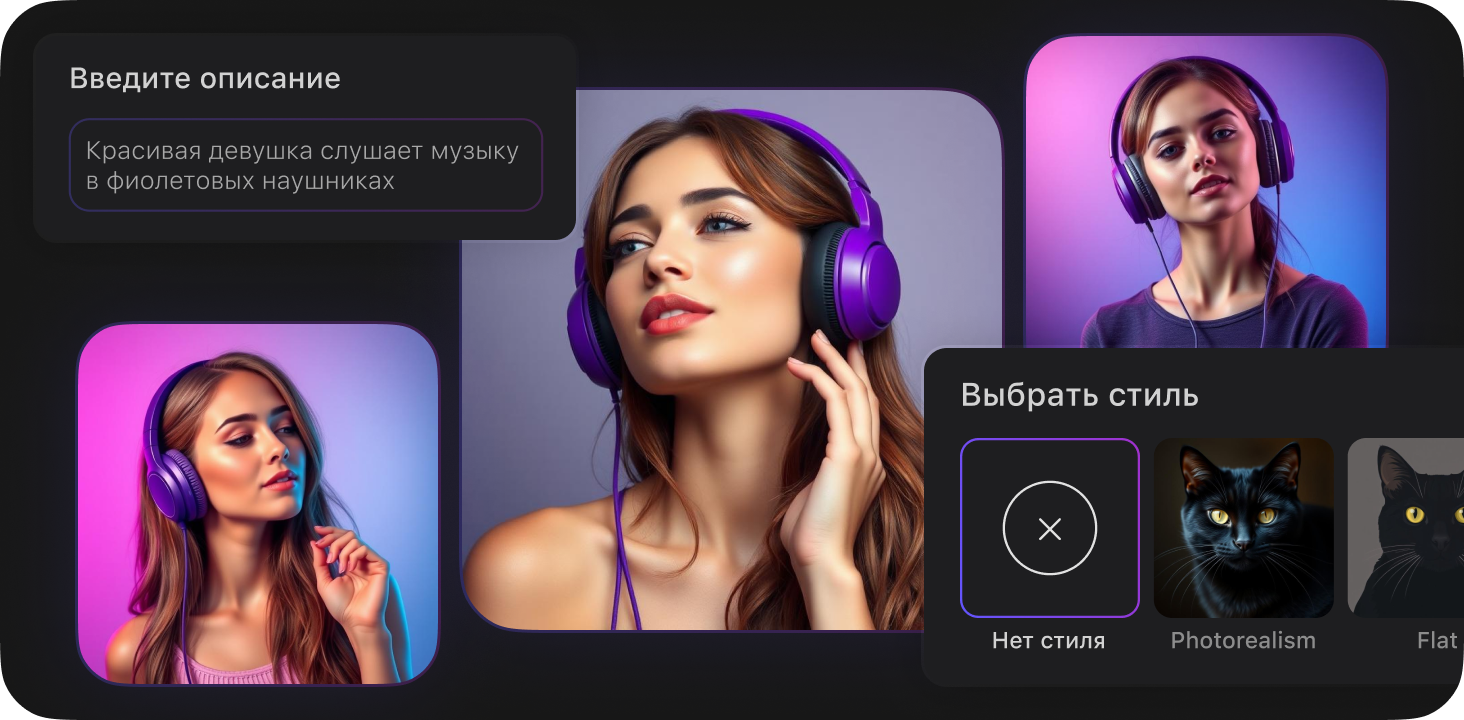 Введите описание
Красивая девушка слушает музыку
в фиолетовых наушниках
Выбрать стиль
Нет стиля
Photorealism
Flat